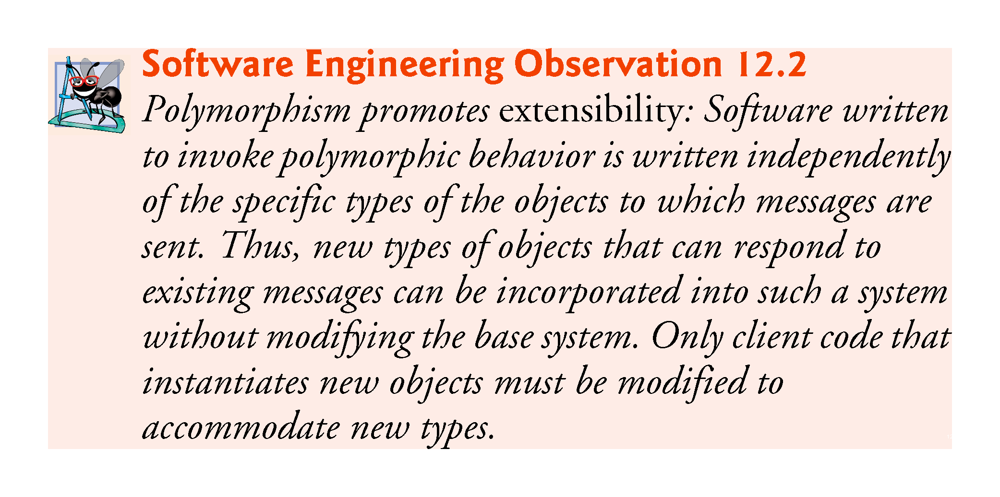 Software Engineering Observation 12.2
Polymorphism promotes extensibility: Software written
to invoke polymorphic behavior is written independently
of the specific types of the objects to which messages are
sent. Thus, new types of objects that can respond to
existing messages can be incorporated into such a system
without modifying the base system. Only client code that
instantiates new objects must be modified to
accommodate new types.